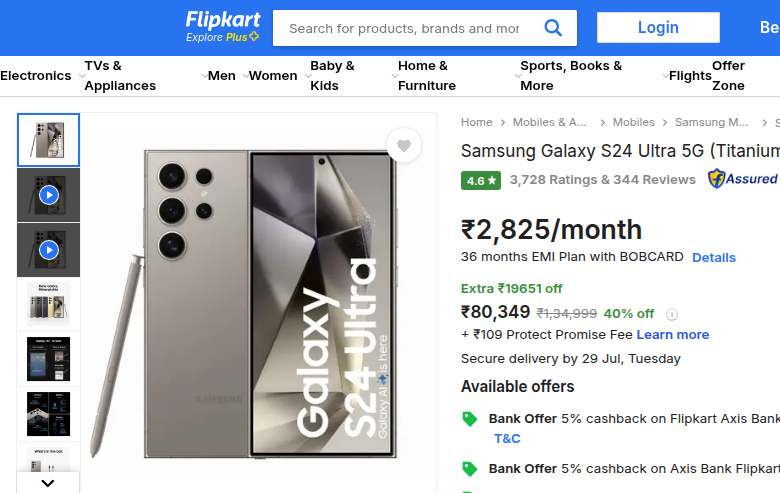 Flipkart
Explore Plus
Search for products, brands and mor
Login
Be
Electronics
TVs & Appliances
Men
Women
Baby & Kids
Home & Furniture
Sports, Books & More
Flights
Offer Zone
Home > Mobiles & A... > Mobiles > Samsung M... > S
Samsung Galaxy S24 Ultra 5G (Titanium
4.6 ★ 3,728 Ratings & 344 Reviews Assured
₹2,825/month
36 months EMI Plan with BOBCARD Details
Extra ₹19651 off
₹80,349 ₹1,34,999 40% off
+ ₹109 Protect Promise Fee Learn more
Secure delivery by 29 Jul, Tuesday
Available offers
Bank Offer 5% cashback on Flipkart Axis Bank
T&C
Bank Offer 5% cashback on Axis Bank Flipkart
Galaxy
S24 Ultra
Galaxy AI is here
SAMSUNG
What's in the box